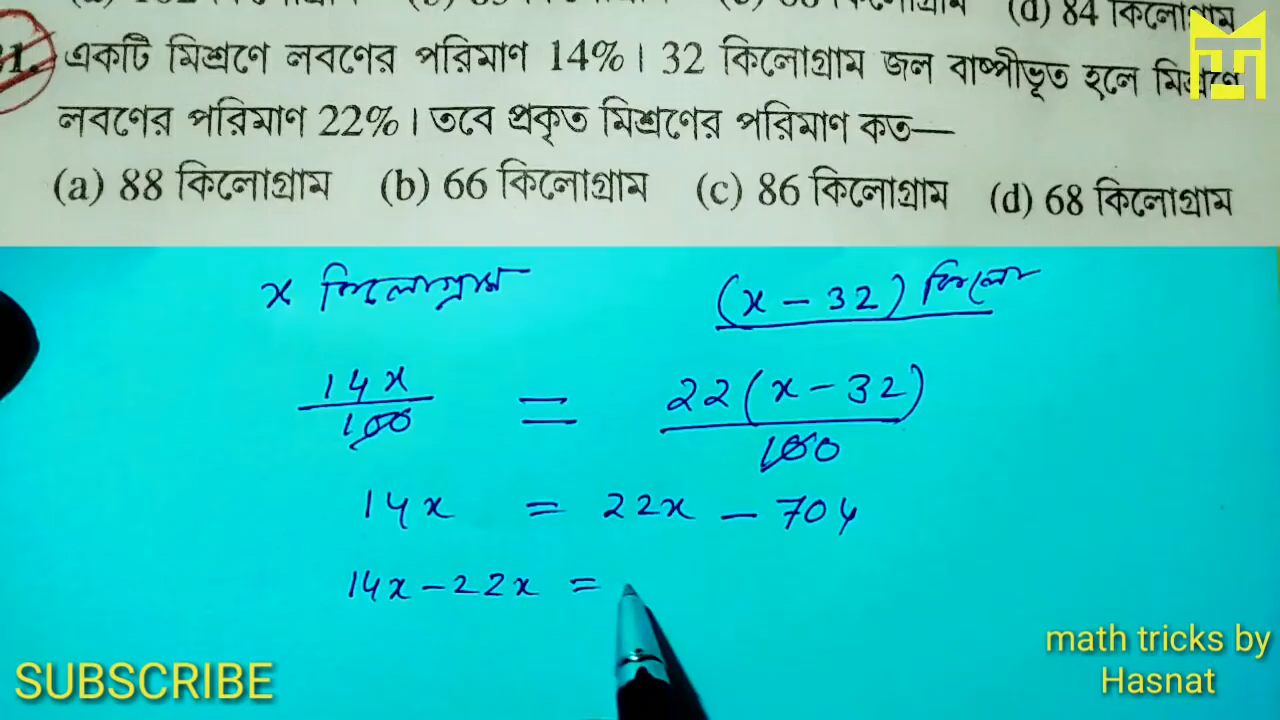 (d) 84 কিলোগ্রাম
1. একটি মিশ্রণে লবণের পরিমাণ 14%। 32 কিলোগ্রাম জল বাষ্পীভূত হলে মিশ্রণে
লবণের পরিমাণ 22%। তবে প্রকৃত মিশ্রণের পরিমাণ কত—
(a) 88 কিলোগ্রাম (b) 66 কিলোগ্রাম (c) 86 কিলোগ্রাম (d) 68 কিলোগ্রাম
x কিলোগ্রাম (x – 32) কিলো
14x/100 = 22(x – 32)/100
14x = 22x – 704
14x – 22x =
math tricks by
Hasnat
SUBSCRIBE